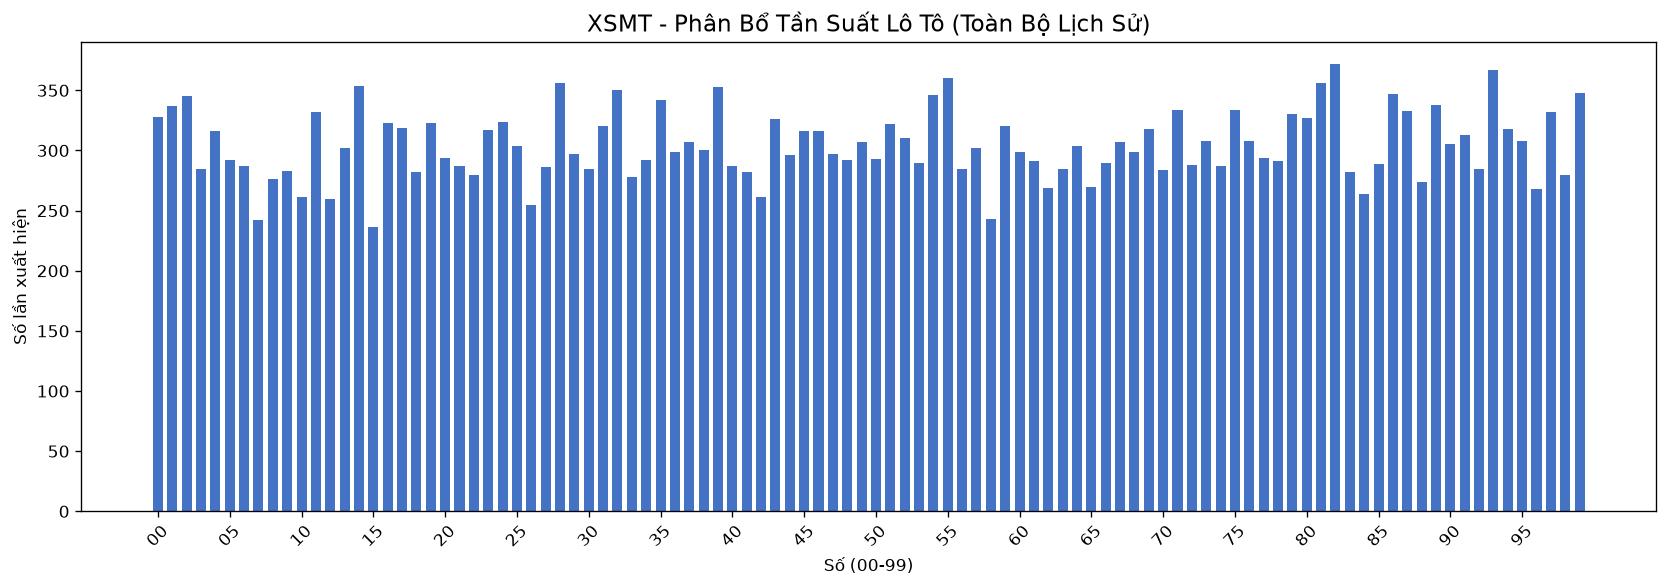 XSMT - Phân Bổ Tần Suất Lô Tô (Toàn Bộ Lịch Sử)
Số lần xuất hiện
350
300
250
200
150
100
50
0
00 05 10 15 20 25 30 35 40 45 50 55 60 65 70 75 80 85 90 95
Số (00-99)